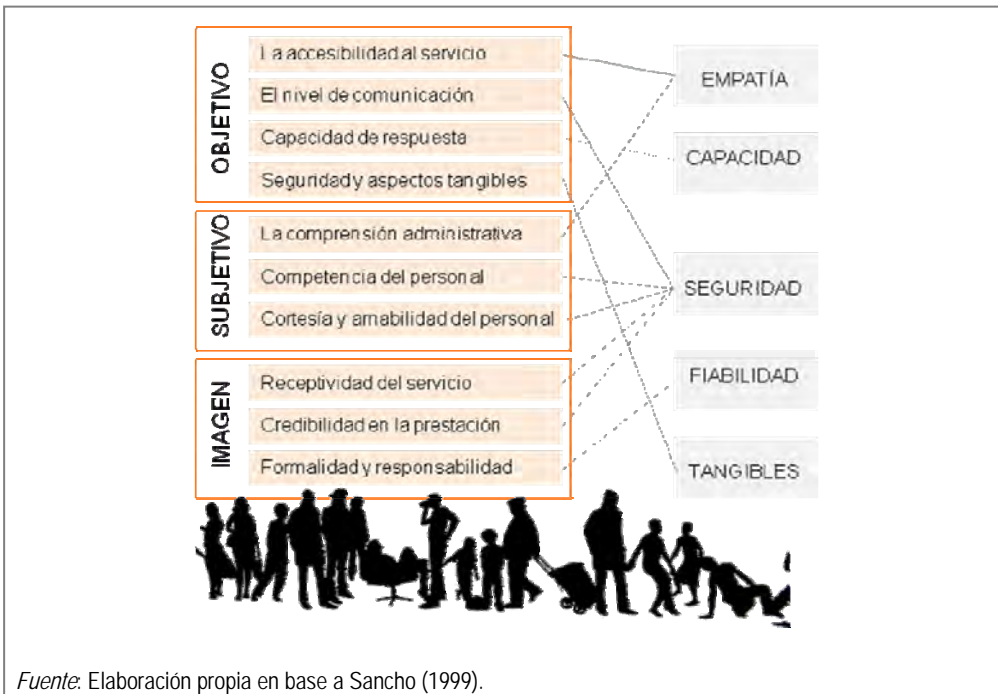 OBJETIVO
La accesibilidad al servicio
El nivel de comunicación
Capacidad de respuesta
Seguridad y aspectos tangibles
SUBJETIVO
La comprensión administrativa
Competencia del personal
Cortesía y amabilidad del personal
IMAGEN
Receptividad del servicio
Credibilidad en la prestación
Formalidad y responsabilidad
EMPATÍA
CAPACIDAD
SEGURIDAD
FIABILIDAD
TANGIBLES
Fuente: Elaboración propia en base a Sancho (1999).